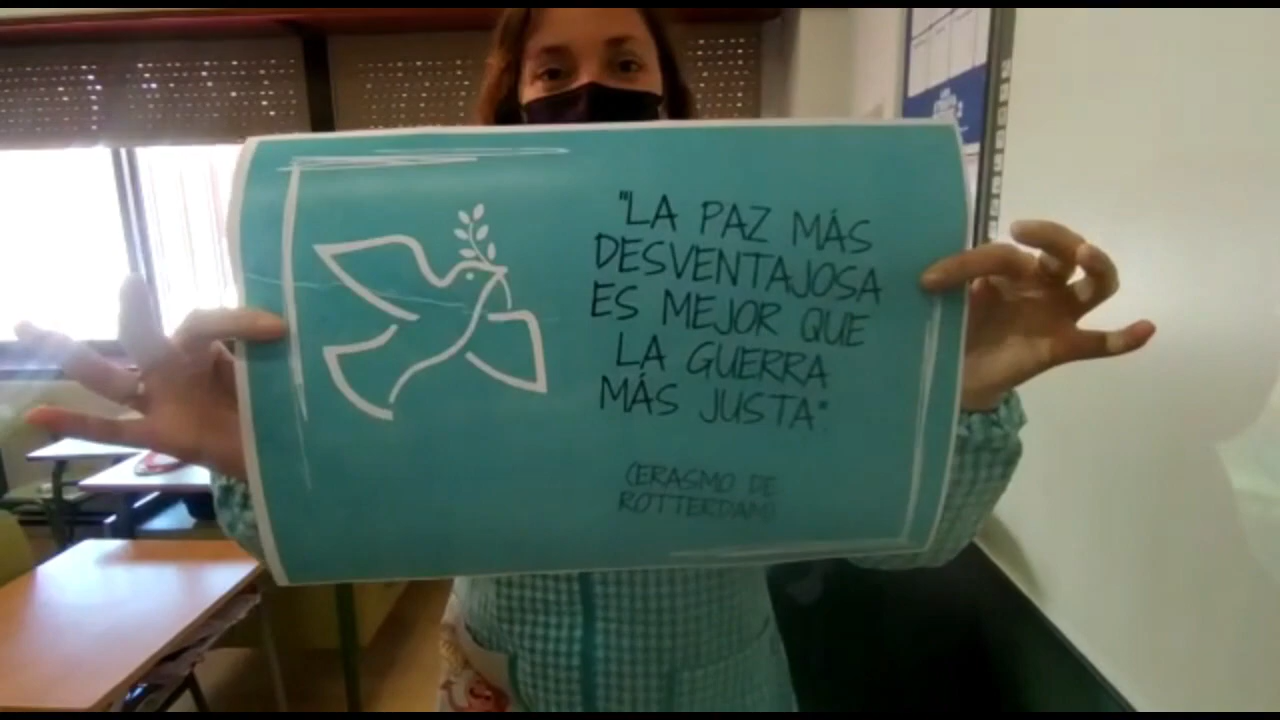 "LA PAZ MÁS
DESVENTAJOSA
ES MEJOR QUE
LA GUERRA
MÁS JUSTA"
(ERASMO DE
ROTTERDAM)